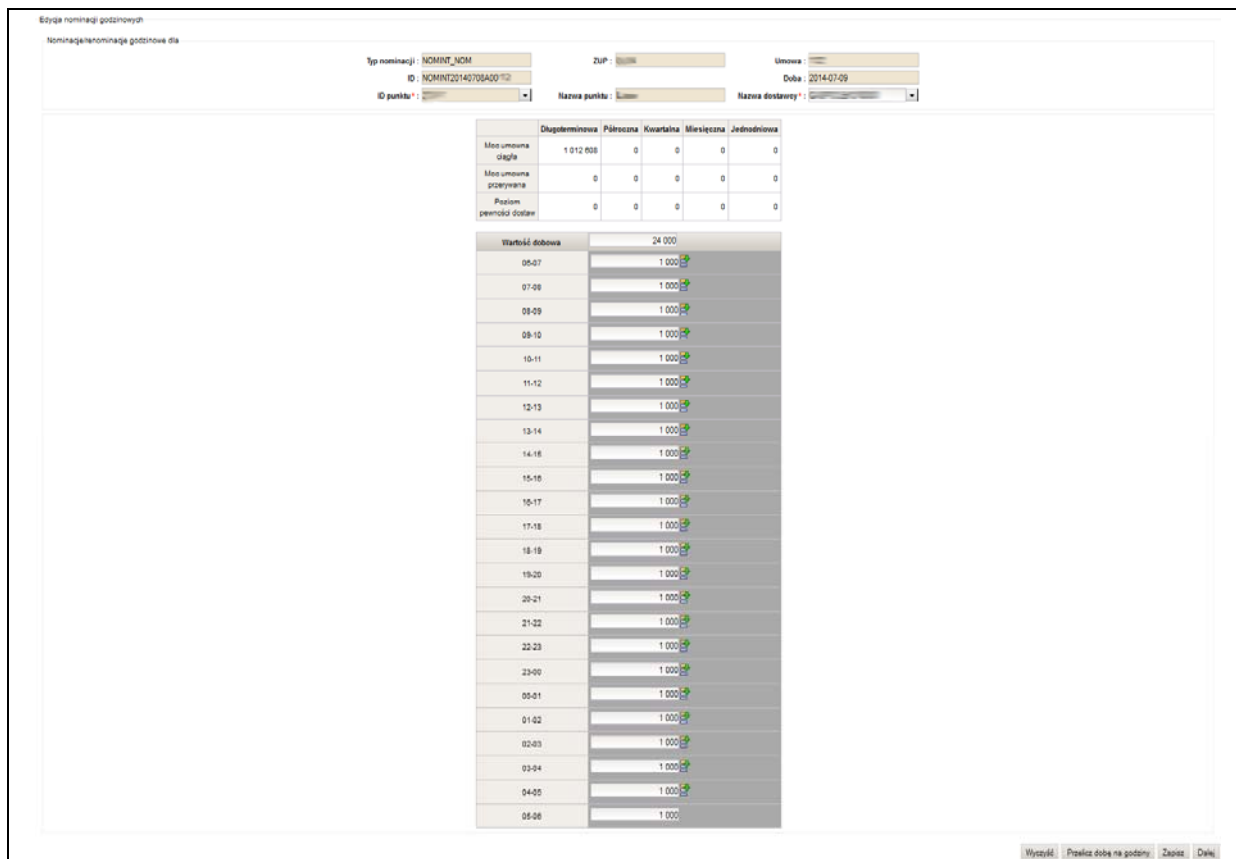 Edycja nominacji godzinowych
Nominacje/renominacje godzinowe dla
Typ nominacji : NOMINT_NOM ZUP : Umowa :
ID : NOMINT20140708A00 Doba : 2014-07-09
ID punktu* : Nazwa punktu : Nazwa dostawcy* :
Długoterminowa Półroczna Kwartalna Miesięczna Jednodniowa
Moc umowna ciągła 1 012 608 0 0 0 0
Moc umowna przerywana 0 0 0 0 0
Poziom pewności dostaw 0 0 0 0 0
Wartość dobowa 24 000
06-07 1 000
07-08 1 000
08-09 1 000
09-10 1 000
10-11 1 000
11-12 1 000
12-13 1 000
13-14 1 000
14-15 1 000
15-16 1 000
16-17 1 000
17-18 1 000
18-19 1 000
19-20 1 000
20-21 1 000
21-22 1 000
22-23 1 000
23-00 1 000
00-01 1 000
01-02 1 000
02-03 1 000
03-04 1 000
04-05 1 000
05-06 1 000
Wyczyść Przelicz dobę na godziny Zapisz Dalej